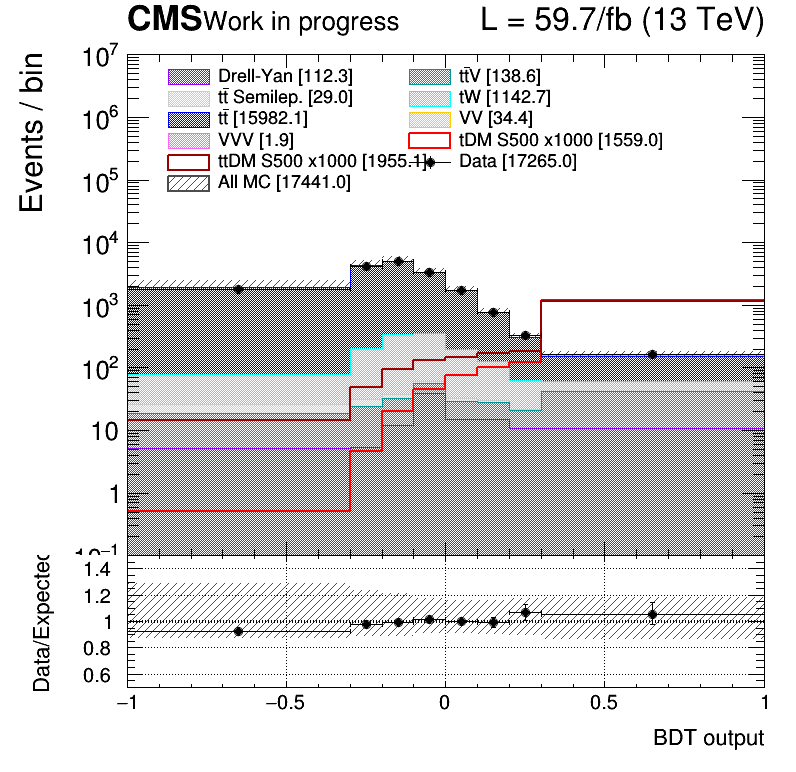 CMS Work in progress L = 59.7/fb (13 TeV)
Events / bin
10⁷
10⁶
10⁵
10⁴
10³
10²
10
1
10⁻¹
Drell-Yan [112.3] tt̄V [138.6]
tt̄ Semilep. [29.0] tW [1142.7]
tt̄ [15982.1] VV [34.4]
VVV [1.9] tDM S500 x1000 [1559.0]
ttDM S500 x1000 [1955.1] Data [17265.0]
All MC [17441.0]
Data/Expected
1.4
1.2
1
0.8
0.6
−1 −0.5 0 0.5 1
BDT output